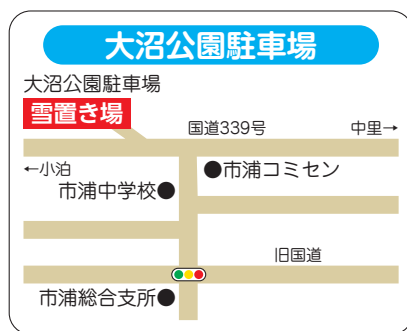 大沼公園駐車場
大沼公園駐車場
雪置き場
国道339号
中里→
←小泊
●市浦コミセン
市浦中学校●
旧国道
市浦総合支所●